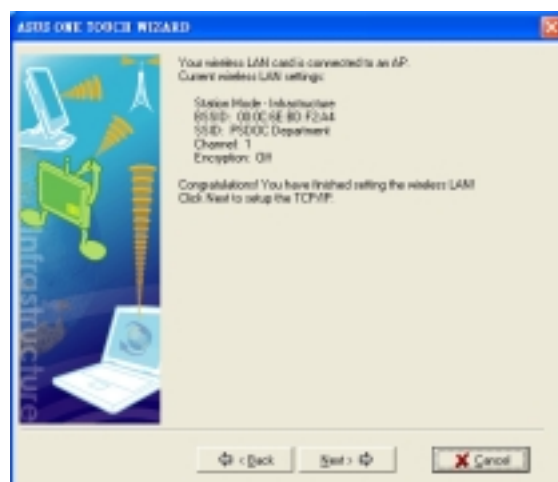 ASUS ONE TOUCH WIZARD
Your wireless LAN card is connected to an AP.
Current wireless LAN settings:
Station Mode - Infrastructure
BSSID: 00:0C:6E:BD:F2:A4
SSID: PSDOC Department
Channel: 1
Encryption: Off
Congratulations! You have finished setting the wireless LAN!
Click Next to setup the TCP/IP.
Infrastructure
< Back
Next >
Cancel